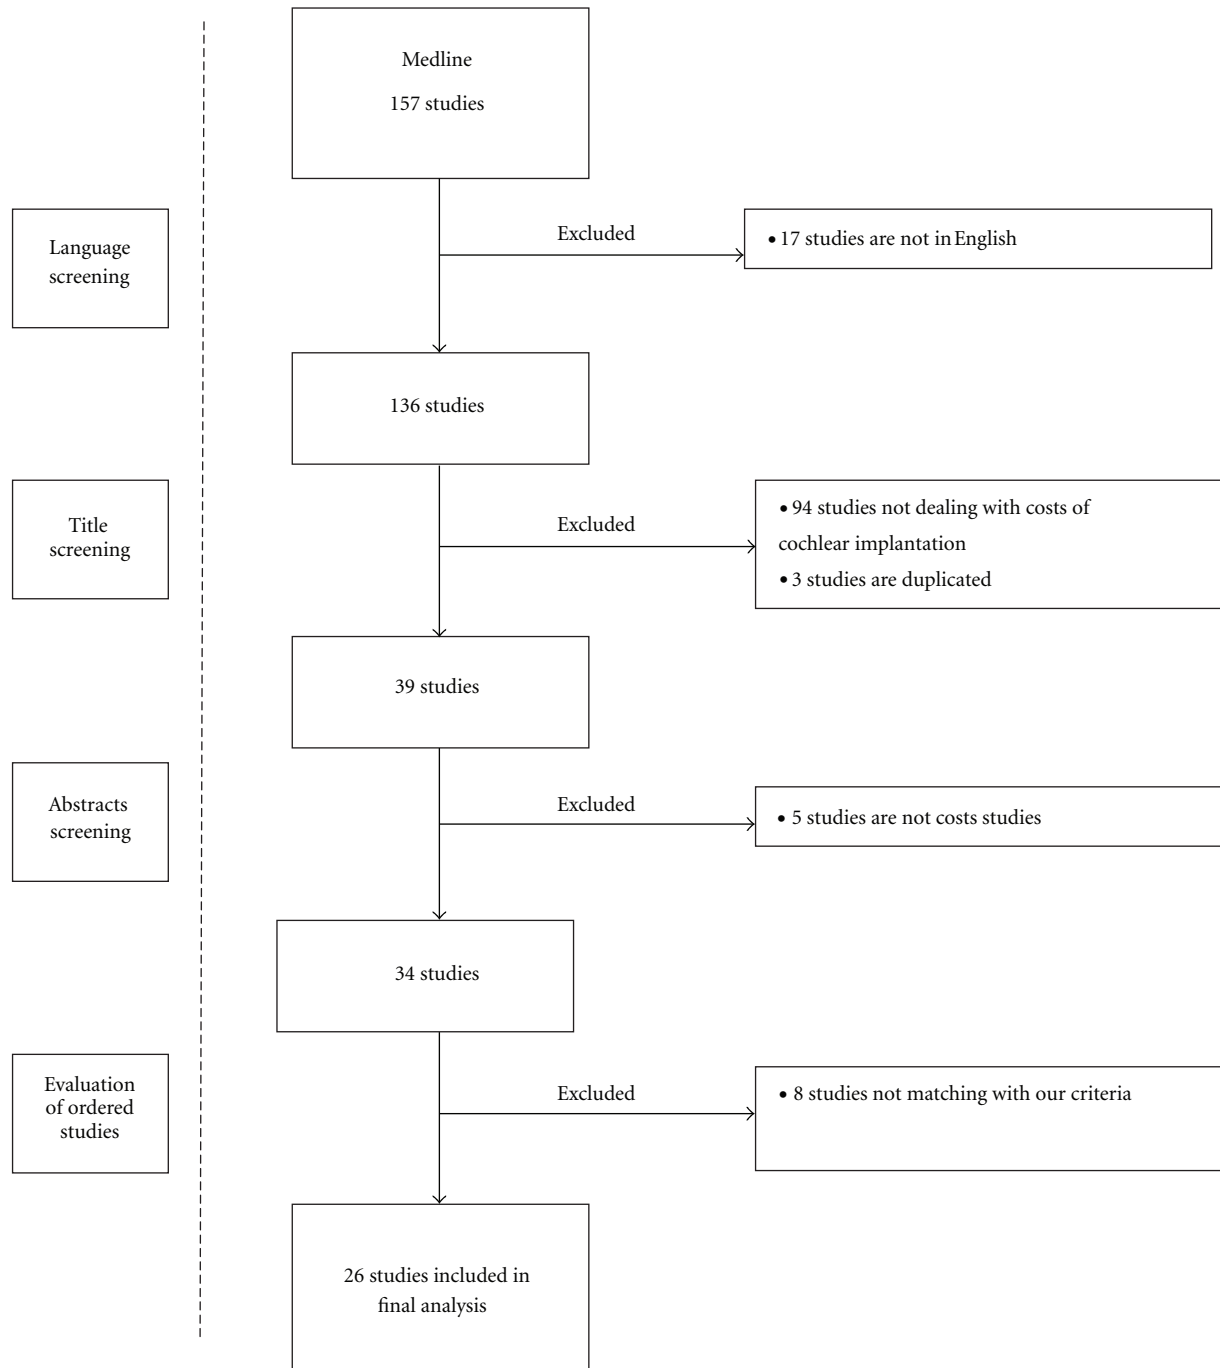 Medline
157 studies
Language
screening
Excluded
• 17 studies are not in English
136 studies
Title
screening
Excluded
• 94 studies not dealing with costs of
cochlear implantation
• 3 studies are duplicated
39 studies
Abstracts
screening
Excluded
• 5 studies are not costs studies
34 studies
Evaluation
of ordered
studies
Excluded
• 8 studies not matching with our criteria
26 studies included in
final analysis